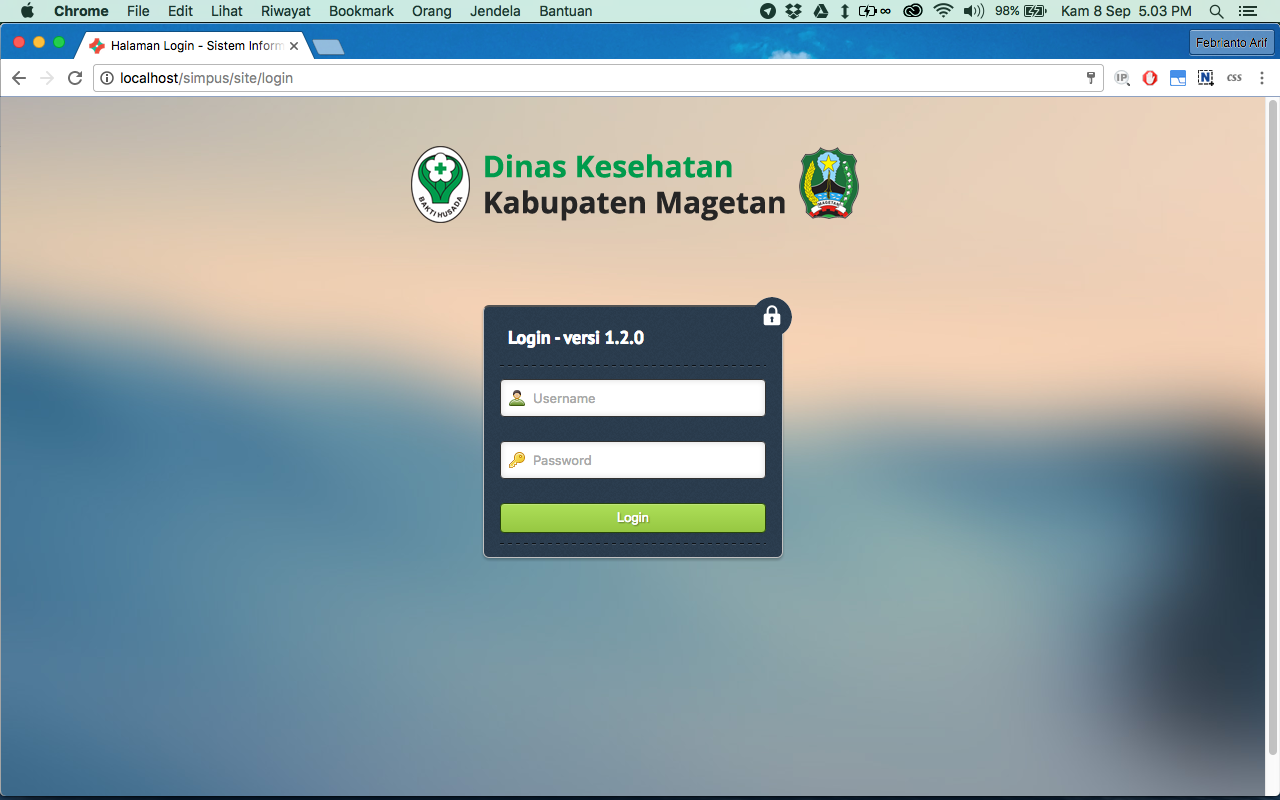 Chrome File Edit Lihat Riwayat Bookmark Orang Jendela Bantuan 98% Kam 8 Sep 5.03 PM
Halaman Login - Sistem Inform
Febrianto Arif
localhost/simpus/site/login
IP
N
css
Dinas Kesehatan
Kabupaten Magetan
BAKTI HUSADA
MAGETAN
Login - versi 1.2.0
Username
Password
Login